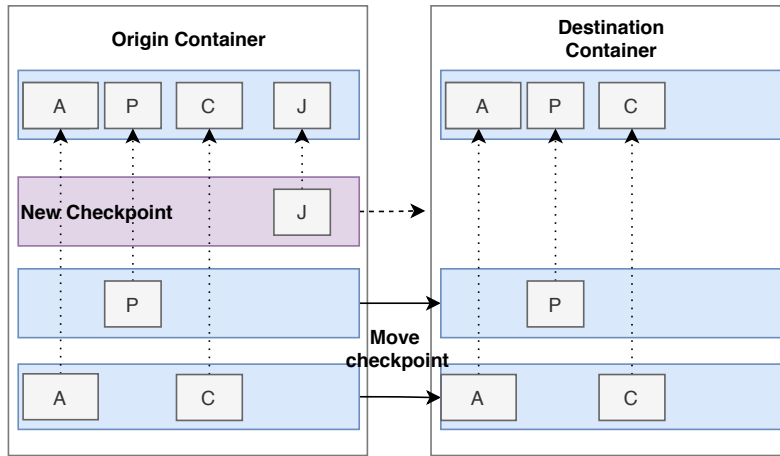 Origin Container
Destination
Container
A P C J
A P C
New Checkpoint J
P
P
Move
checkpoint
A C
A C